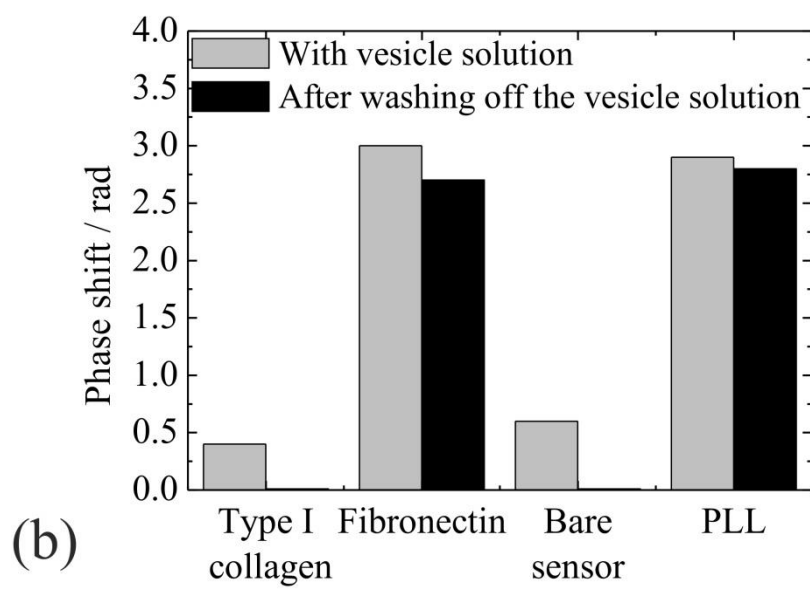 4.0
3.5
3.0
2.5
2.0
1.5
1.0
0.5
0.0
Phase shift / rad
With vesicle solution
After washing off the vesicle solution
Type I collagen
Fibronectin
Bare sensor
PLL
(b)